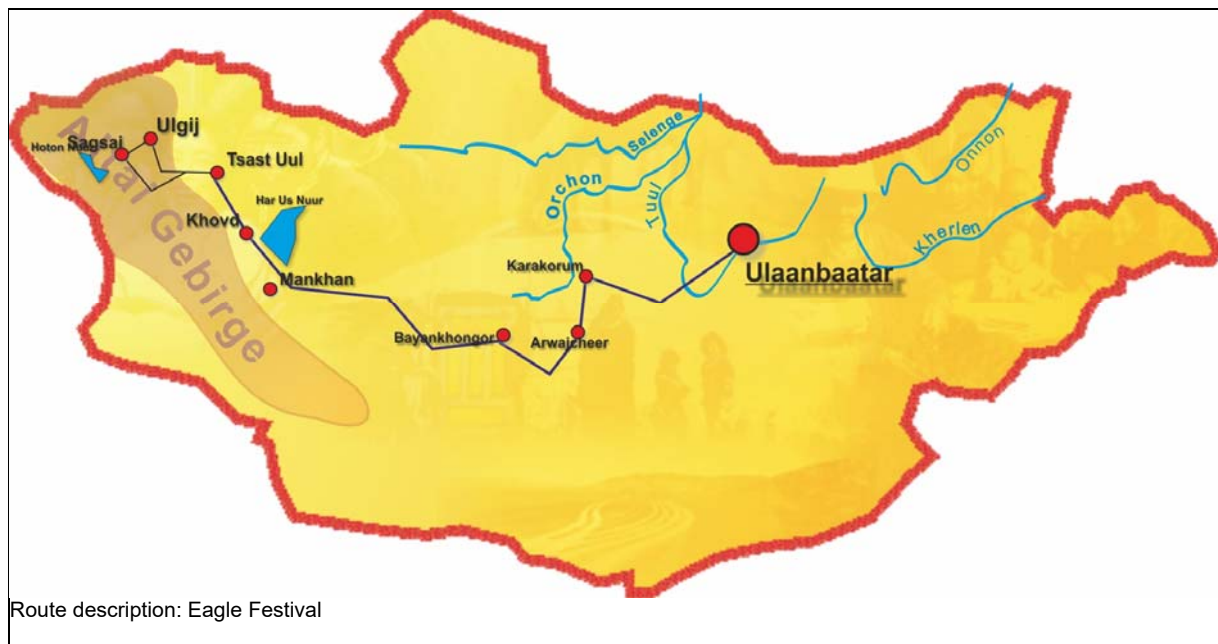 Altai Gebirge
Ulgij
Sagsai
Hoton Nuur
Tsast Uul
Har Us Nuur
Khovd
Mankhan
Bayankhongor
Arwaicheer
Karakorum
Ulaanbaatar
Selenge
Orchon
Tuul
Onnon
Kherlen
Route description: Eagle Festival